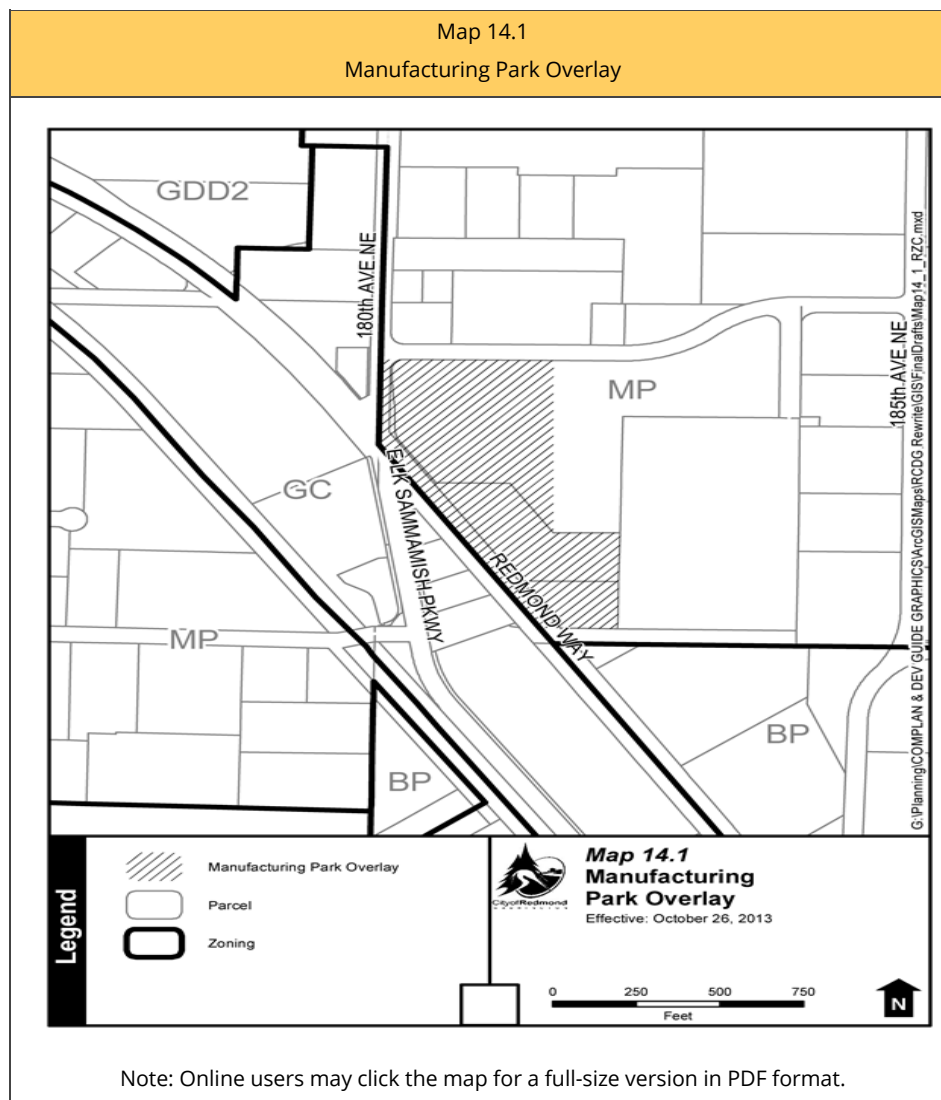 Map 14.1
Manufacturing Park Overlay
GDD2
180th AVE NE
MP
185th AVE NE
G:\Planning\COMPLAN & DEV GUIDE GRAPHICS\ArcGISMaps\RCDG Rewrite\GIS\FinalDrafts\Map14_1_RZC.mxd
GC
E LK SAMMAMISH PKWY
REDMOND WAY
MP
BP
BP
Legend
Manufacturing Park Overlay
Parcel
Zoning
City of Redmond
Map 14.1
Manufacturing
Park Overlay
Effective: October 26, 2013
0 250 500 750
Feet
N
Note: Online users may click the map for a full-size version in PDF format.